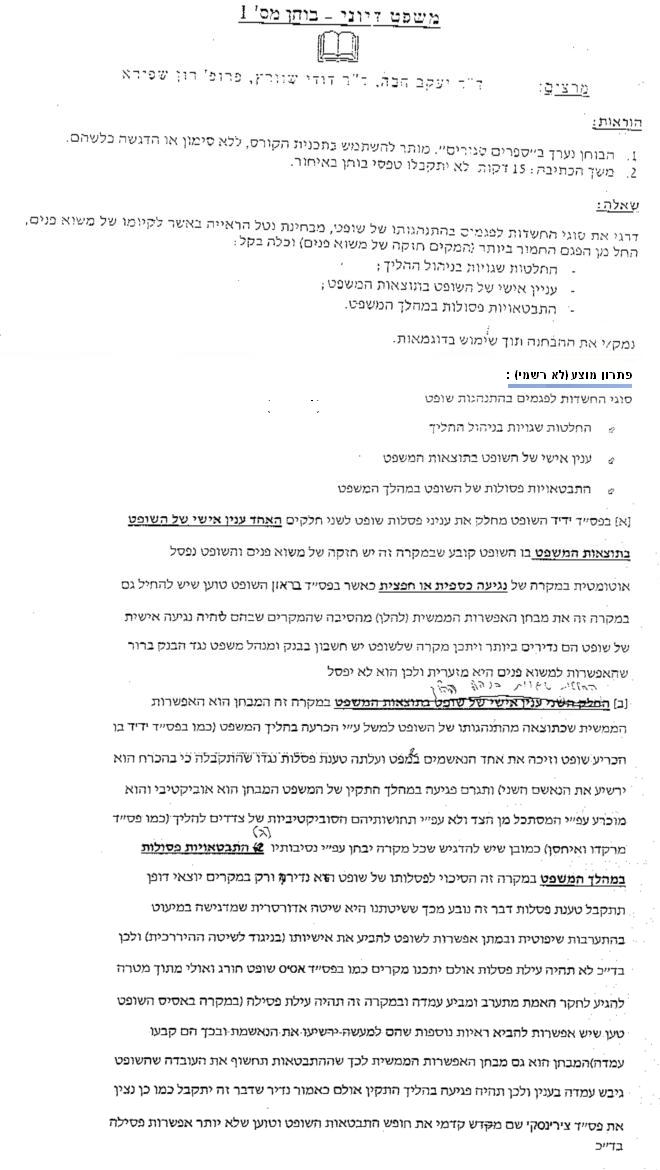 משפט דיוני - בוחן מס' 1
מרצים: ד"ר יעקב חבה, ד"ר דודי שוורץ, פרופ' רון שפירא
הוראות:
1. הבוחן נערך ב"ספרים סגורים". מותר להשתמש בתכנית הקורס, ללא סימון או הדגשה כלשהם.
2. משך הכתיבה: 15 דקות לא יתקבלו טפסי בוחן באיחור.
שאלה:
דרגי את סוגי החשדות לפגמים בהתנהגותו של שופט, מבחינת נטל הראייה באשר לקיומו של משוא פנים,
החל מן הפגם החמור ביותר (המקים חזקה של משוא פנים) וכלה בקל:
- החלטות שגויות בניהול ההליך;
- עניין אישי של השופט בתוצאות המשפט;
- התבטאויות פסולות במהלך המשפט.
נמק/י את ההבחנה תוך שימוש בדוגמאות.
פתרון מוצע (לא רשמי) :
סוגי החשדות לפגמים בהתנהגות שופט
החלטות שגויות בניהול ההליך
ענין אישי של השופט בתוצאות המשפט
התבטאויות פסולות של השופט במהלך המשפט
[א] בפס"ד ידיד השופט מחלק את עניני פסלות שופט לשני חלקים האחד ענין אישי של השופט
בתוצאות המשפט בו השופט קובע שבמקרה זה יש חזקה של משוא פנים והשופט נפסל
אוטומטית במקרה של נגיעה כספית או חפצית כאשר בפס"ד בראזן השופט טוען שיש להחיל גם
במקרה זה את מבחן האפשרות הממשית (להלן) מהסיבה שהמקרים שבהם תהיה נגיעה אישית
של שופט הם נדירים ביותר ויתכן מקרה שלשופט יש חשבון בבנק ומנהל משפט נגד הבנק ברור
שהאפשרות למשוא פנים היא מזערית ולכן הוא לא יפסל
החלטות שגויות בניהול ההליך
[ב] החלק השני ענין אישי של שופט בתוצאות המשפט במקרה זה המבחן הוא האפשרות
הממשית שכתוצאה מהתנהגותו של השופט למשל ע"י הכרעה בהליך המשפט (כמו בפס"ד ידיד בו
הכריע שופט וזיכה את אחד הנאשמים במפט ועלתה טענת פסלות נגדו שהתקבלה כי בהכרח הוא
ירשיע את הנאשם השני) ותגרם פגיעה במהלך התקין של המשפט המבחן הוא אוביקטיבי והוא
מוכרע עפ"י המסתכל מן הצד ולא עפ"י תחושותיהם הסוביקטיביות של צדדים להליך (כמו פס"ד
מרקדו ואיחסן) כמובן שיש להדגיש שכל מקרה יבחן עפ"י נסיבותיו (ג) התבטאויות פסולות
במהלך המשפט במקרה זה הסיכוי לפסלותו של שופט הוא נדיר ורק במקרים יוצאי דופן
תתקבל טענת פסלות דבר זה נובע מכך ששיטתנו היא שיטה אדורסרית שמדגישה במיעוט
בהתערבות שיפוטית ובמתן אפשרות לשופט להביע את אישיותו (בניגוד לשיטה ההיררכית) ולכן
בד"כ לא תהיה עילת פסלות אולם יתכנו מקרים כמו בפס"ד אסיס שופט חורג ואולי מתוך מטרה
להגיע לחקר האמת מתערב ומביע עמדה ובמקרה זה תהיה עילת פסילה (במקרה באסיס השופט
טען שיש אפשרות להביא ראיות נוספות שהם למעשה ירשיעו את הנאשמת ובכך הם קבעו
עמדה)המבחן הוא גם מבחן האפשרות הממשית לכך שההתבטאות תחשוף את העובדה שהשופט
גיבש עמדה בענין ולכן תהיה פגיעה בהליך התקין אולם כאמור נדיר שדבר זה יתקבל כמו כן נציין
את פס"ד צירינסקי שם מקדש קדמי את חופש התבטאות השופט וטוען שלא יותר אפשרות פסילה
בד"כ